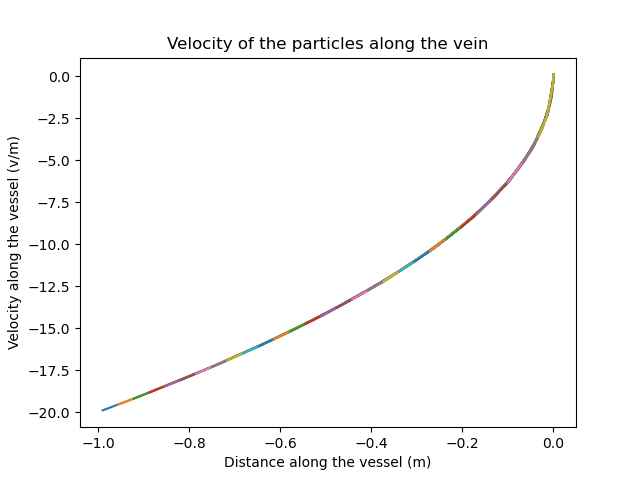 Velocity of the particles along the vein
0.0
−2.5
−5.0
−7.5
−10.0
−12.5
−15.0
−17.5
−20.0
Velocity along the vessel (v/m)
−1.0 −0.8 −0.6 −0.4 −0.2 0.0
Distance along the vessel (m)